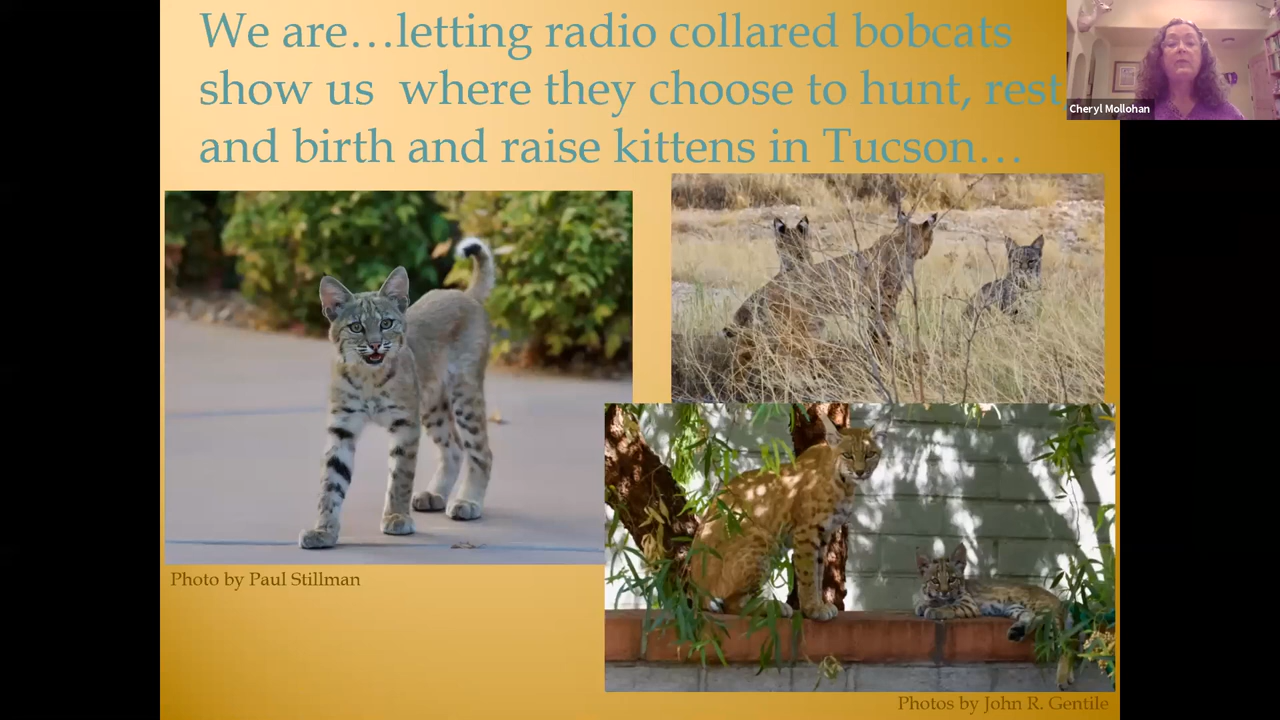 We are...letting radio collared bobcats
show us where they choose to hunt, rest
and birth and raise kittens in Tucson...
Cheryl Mollohan
Photo by Paul Stillman
Photos by John R. Gentile